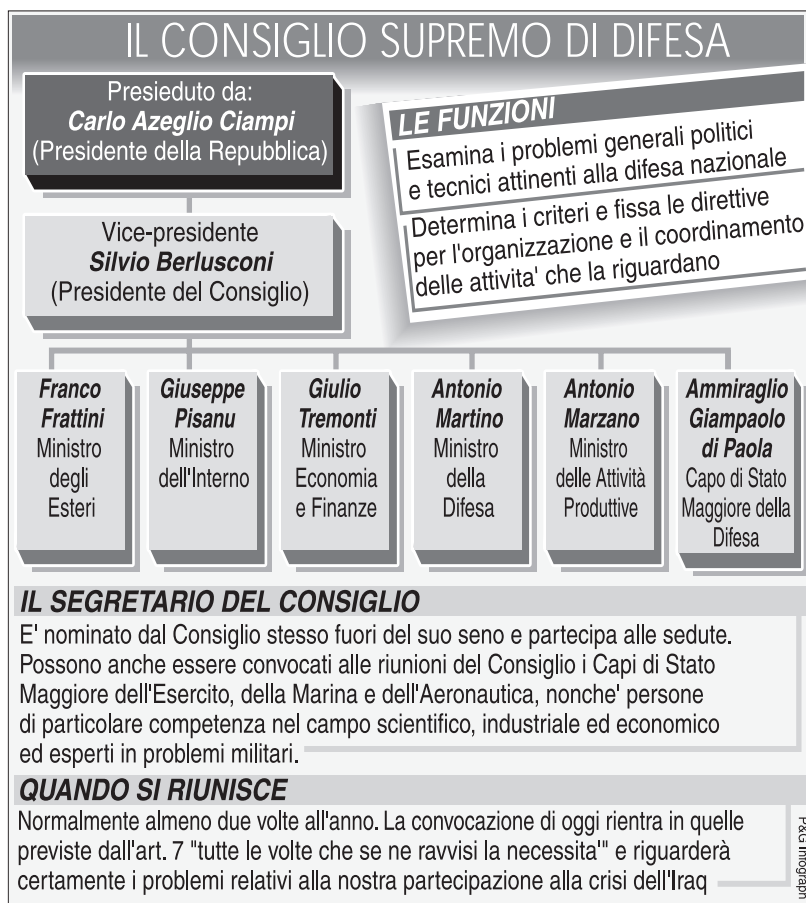 IL CONSIGLIO SUPREMO DI DIFESA
Presieduto da:
Carlo Azeglio Ciampi
(Presidente della Repubblica)
LE FUNZIONI
Esamina i problemi generali politici
e tecnici attinenti alla difesa nazionale
Determina i criteri e fissa le direttive
per l'organizzazione e il coordinamento
delle attivita' che la riguardano
Vice-presidente
Silvio Berlusconi
(Presidente del Consiglio)
Franco
Frattini
Ministro
degli
Esteri
Giuseppe
Pisanu
Ministro
dell'Interno
Giulio
Tremonti
Ministro
Economia
e Finanze
Antonio
Martino
Ministro
della
Difesa
Antonio
Marzano
Ministro
delle Attività
Produttive
Ammiraglio
Giampaolo
di Paola
Capo di Stato
Maggiore della
Difesa
IL SEGRETARIO DEL CONSIGLIO
E' nominato dal Consiglio stesso fuori del suo seno e partecipa alle sedute.
Possono anche essere convocati alle riunioni del Consiglio i Capi di Stato
Maggiore dell'Esercito, della Marina e dell'Aeronautica, nonche' persone
di particolare competenza nel campo scientifico, industriale ed economico
ed esperti in problemi militari.
QUANDO SI RIUNISCE
Normalmente almeno due volte all'anno. La convocazione di oggi rientra in quelle
previste dall'art. 7 "tutte le volte che se ne ravvisi la necessita'" e riguarderà
certamente i problemi relativi alla nostra partecipazione alla crisi dell'Iraq
P&G Infograph